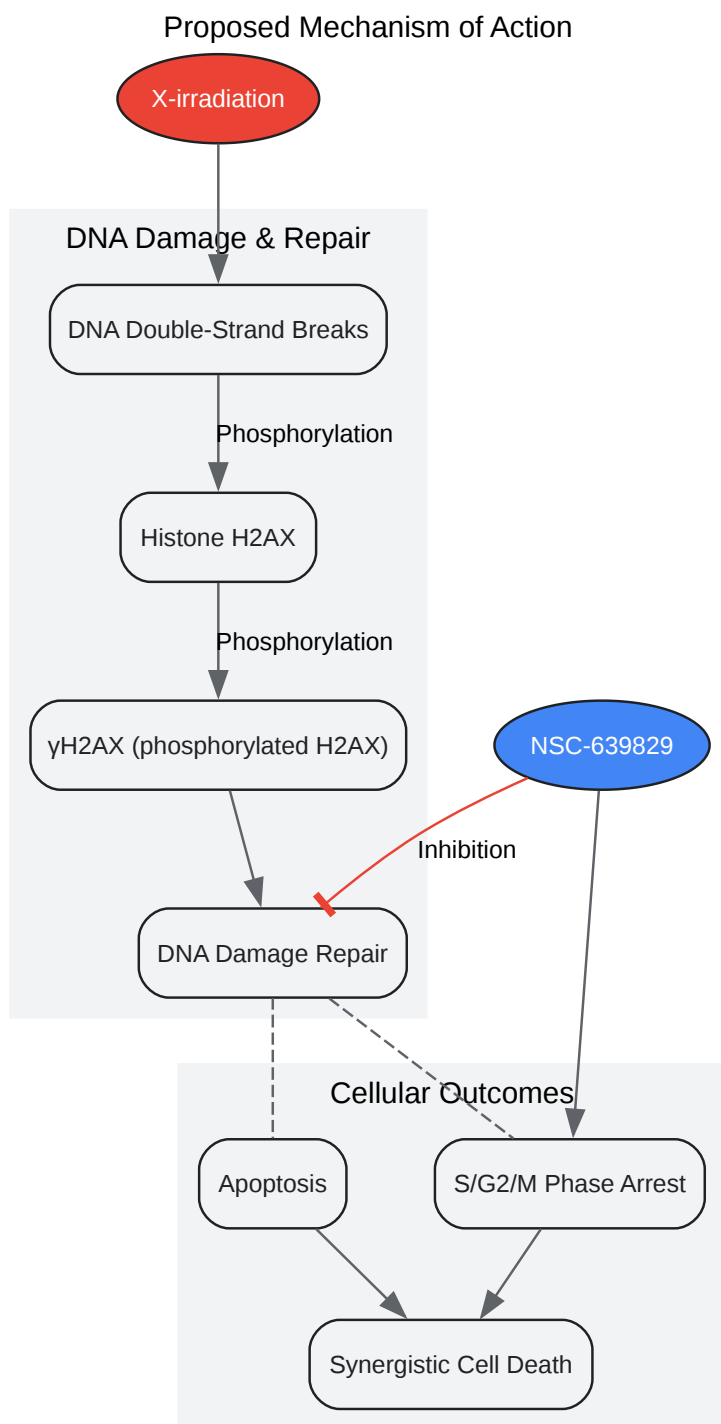 Proposed Mechanism of Action
X-irradiation
DNA Damage & Repair
DNA Double-Strand Breaks
Phosphorylation
Histone H2AX
Phosphorylation
γH2AX (phosphorylated H2AX)
NSC-639829
Inhibition
DNA Damage Repair
Cellular Outcomes
Apoptosis
S/G2/M Phase Arrest
Synergistic Cell Death